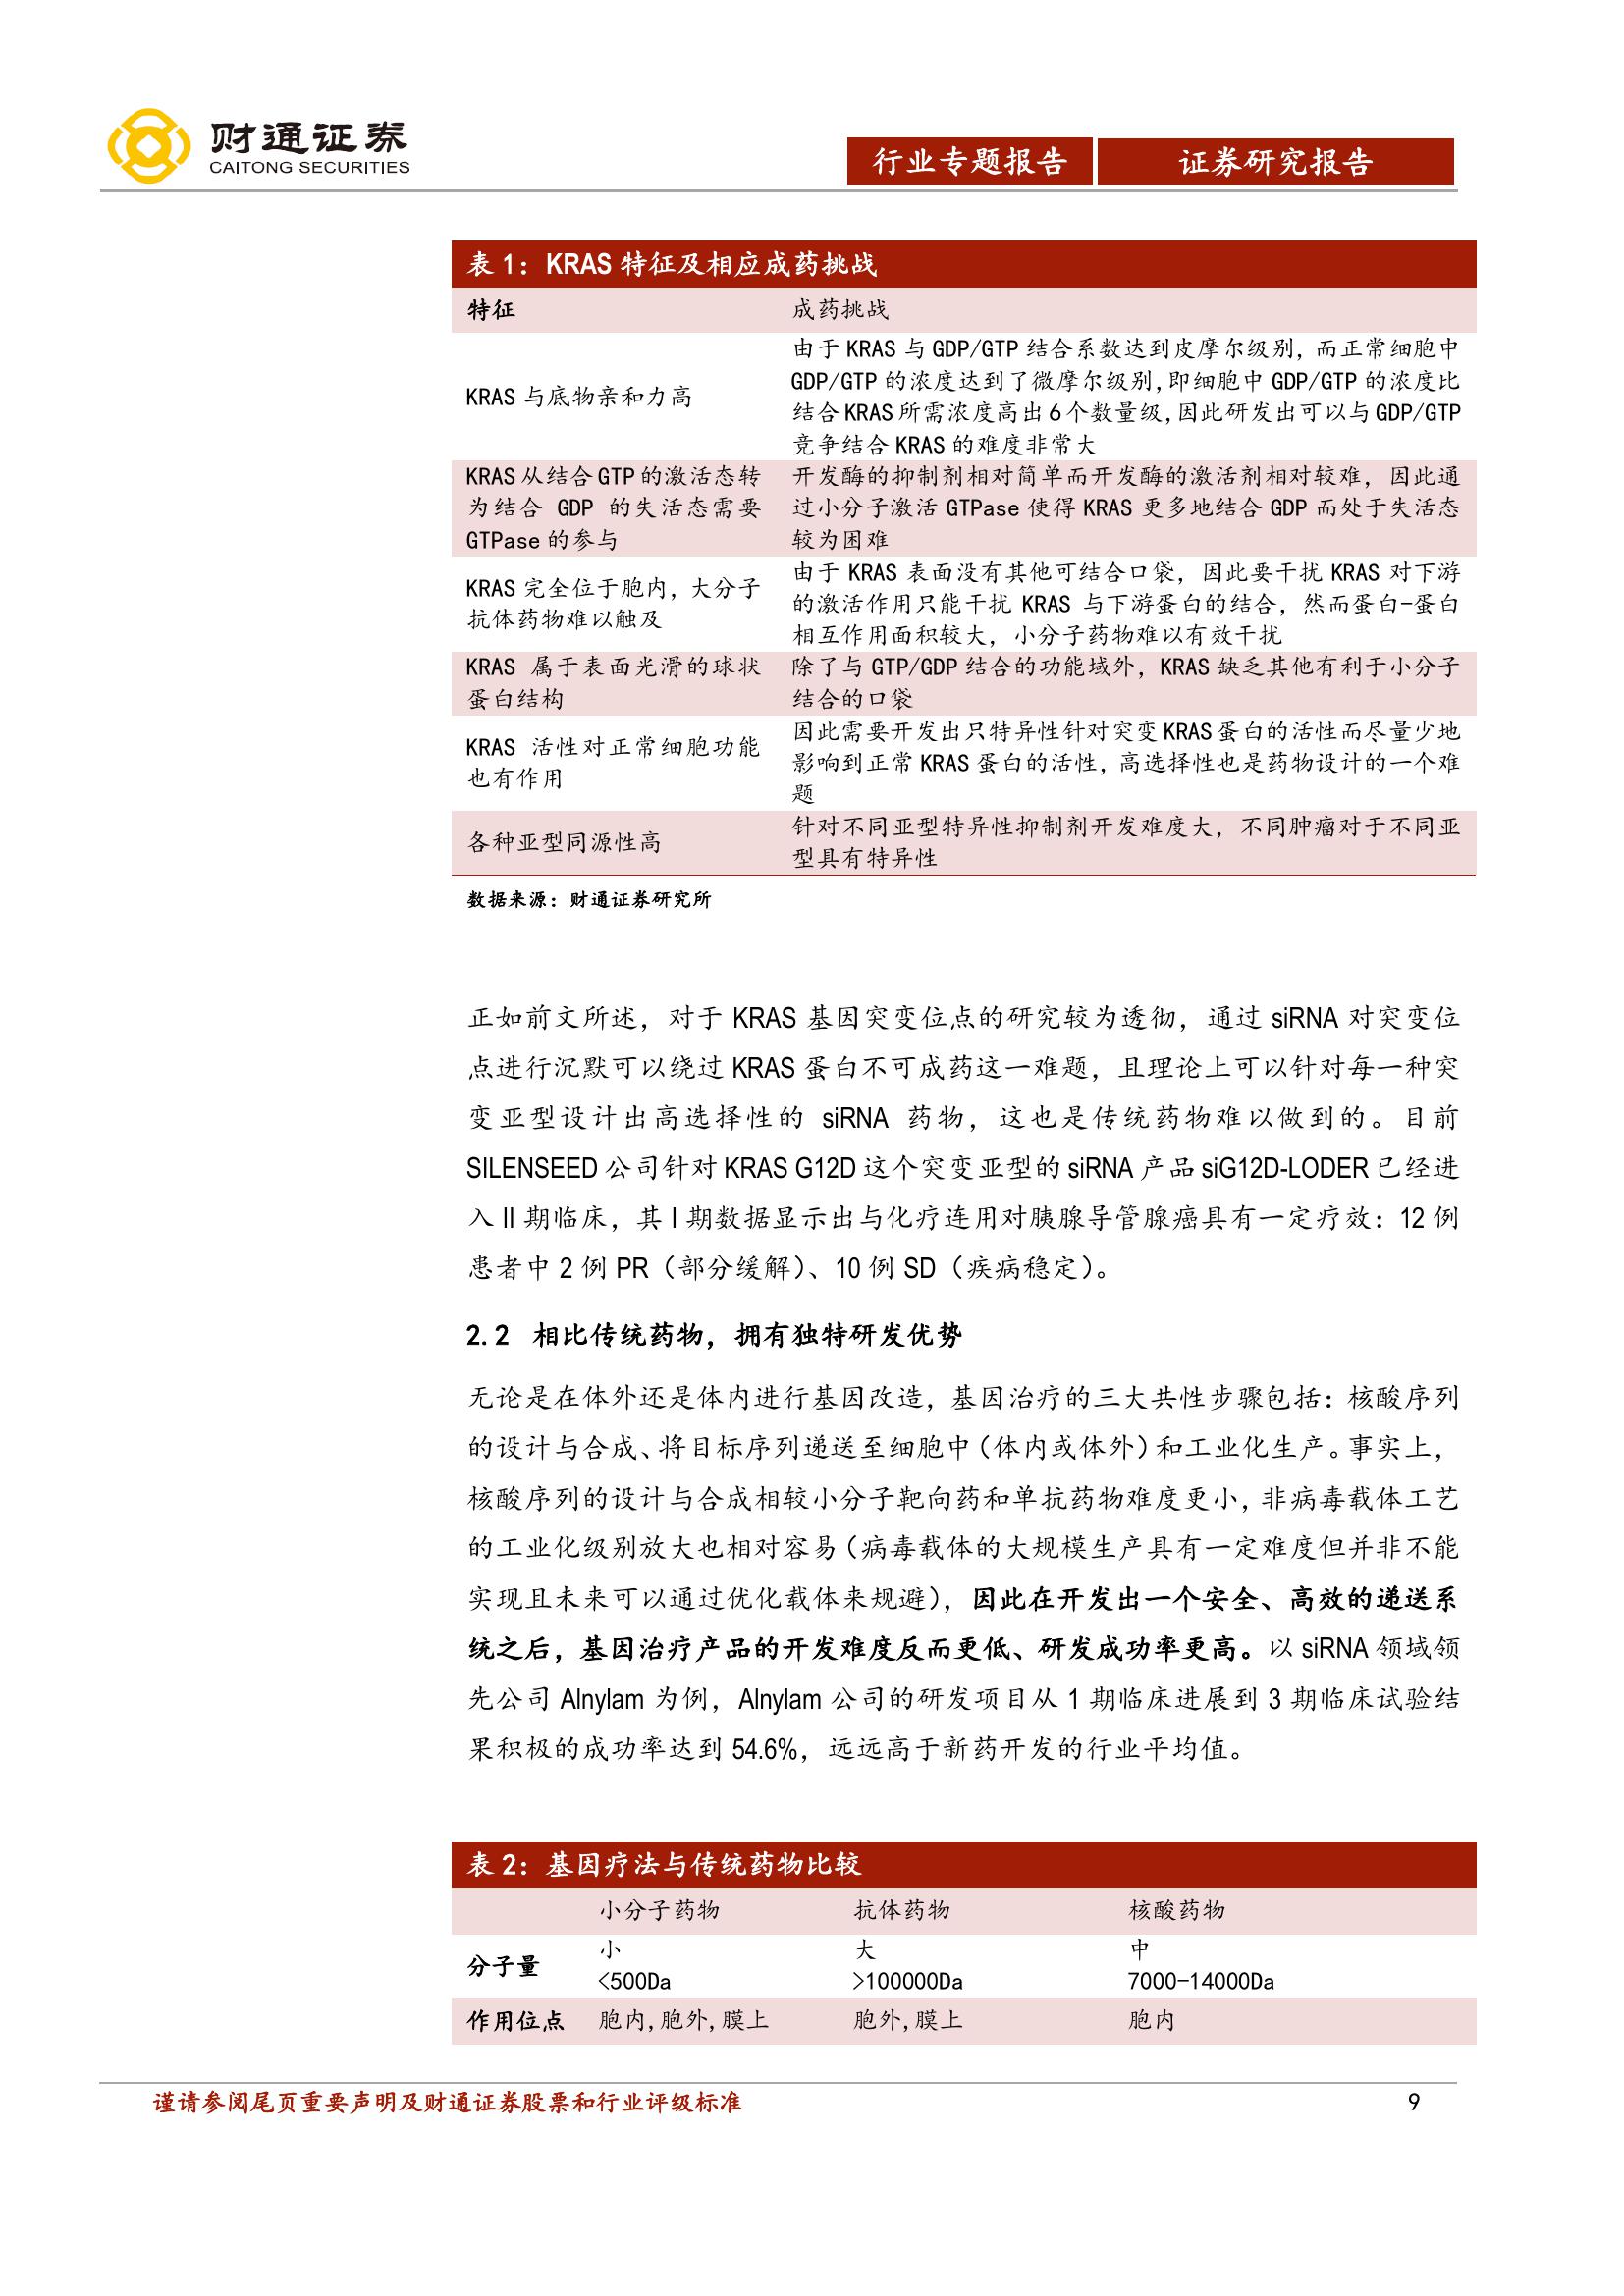 财通证券
CAITONG SECURITIES
行业专题报告 证券研究报告
表 1：KRAS 特征及相应成药挑战
特征 成药挑战
KRAS 与底物亲和力高
由于 KRAS 与 GDP/GTP 结合系数达到皮摩尔级别，而正常细胞中
GDP/GTP 的浓度达到了微摩尔级别,即细胞中 GDP/GTP 的浓度比
结合 KRAS 所需浓度高出 6 个数量级,因此研发出可以与 GDP/GTP
竞争结合 KRAS 的难度非常大
KRAS 从结合 GTP 的激活态转
为结合 GDP 的失活态需要
GTPase 的参与
开发酶的抑制剂相对简单而开发酶的激活剂相对较难，因此通
过小分子激活 GTPase 使得 KRAS 更多地结合 GDP 而处于失活态
较为困难
KRAS 完全位于胞内，大分子
抗体药物难以触及
由于 KRAS 表面没有其他可结合口袋，因此要干扰 KRAS 对下游
的激活作用只能干扰 KRAS 与下游蛋白的结合，然而蛋白-蛋白
相互作用面积较大，小分子药物难以有效干扰
KRAS 属于表面光滑的球状
蛋白结构
除了与 GTP/GDP 结合的功能域外，KRAS 缺乏其他有利于小分子
结合的口袋
KRAS 活性对正常细胞功能
也有作用
因此需要开发出只特异性针对突变 KRAS 蛋白的活性而尽量少地
影响到正常 KRAS 蛋白的活性，高选择性也是药物设计的一个难
题
各种亚型同源性高
针对不同亚型特异性抑制剂开发难度大，不同肿瘤对于不同亚
型具有特异性
数据来源：财通证券研究所
正如前文所述，对于 KRAS 基因突变位点的研究较为透彻，通过 siRNA 对突变位
点进行沉默可以绕过 KRAS 蛋白不可成药这一难题，且理论上可以针对每一种突
变亚型设计出高选择性的 siRNA 药物，这也是传统药物难以做到的。目前
SILENSEED 公司针对 KRAS G12D 这个突变亚型的 siRNA 产品 siG12D-LODER 已经进
入 II 期临床，其 I 期数据显示出与化疗连用对胰腺导管腺癌具有一定疗效：12 例
患者中 2 例 PR（部分缓解）、10 例 SD（疾病稳定）。
2.2 相比传统药物，拥有独特研发优势
无论是在体外还是体内进行基因改造，基因治疗的三大共性步骤包括：核酸序列
的设计与合成、将目标序列递送至细胞中（体内或体外）和工业化生产。事实上，
核酸序列的设计与合成相较小分子靶向药和单抗药物难度更小，非病毒载体工艺
的工业化级别放大也相对容易（病毒载体的大规模生产具有一定难度但并非不能
实现且未来可以通过优化载体来规避），因此在开发出一个安全、高效的递送系
统之后，基因治疗产品的开发难度反而更低、研发成功率更高。以 siRNA 领域领
先公司 Alnylam 为例，Alnylam 公司的研发项目从 1 期临床进展到 3 期临床试验结
果积极的成功率达到 54.6%，远远高于新药开发的行业平均值。
表 2：基因疗法与传统药物比较
小分子药物 抗体药物 核酸药物
分子量
小 大 中
<500Da >100000Da 7000-14000Da
作用位点 胞内,胞外,膜上 胞外,膜上 胞内
谨请参阅尾页重要声明及财通证券股票和行业评级标准 9